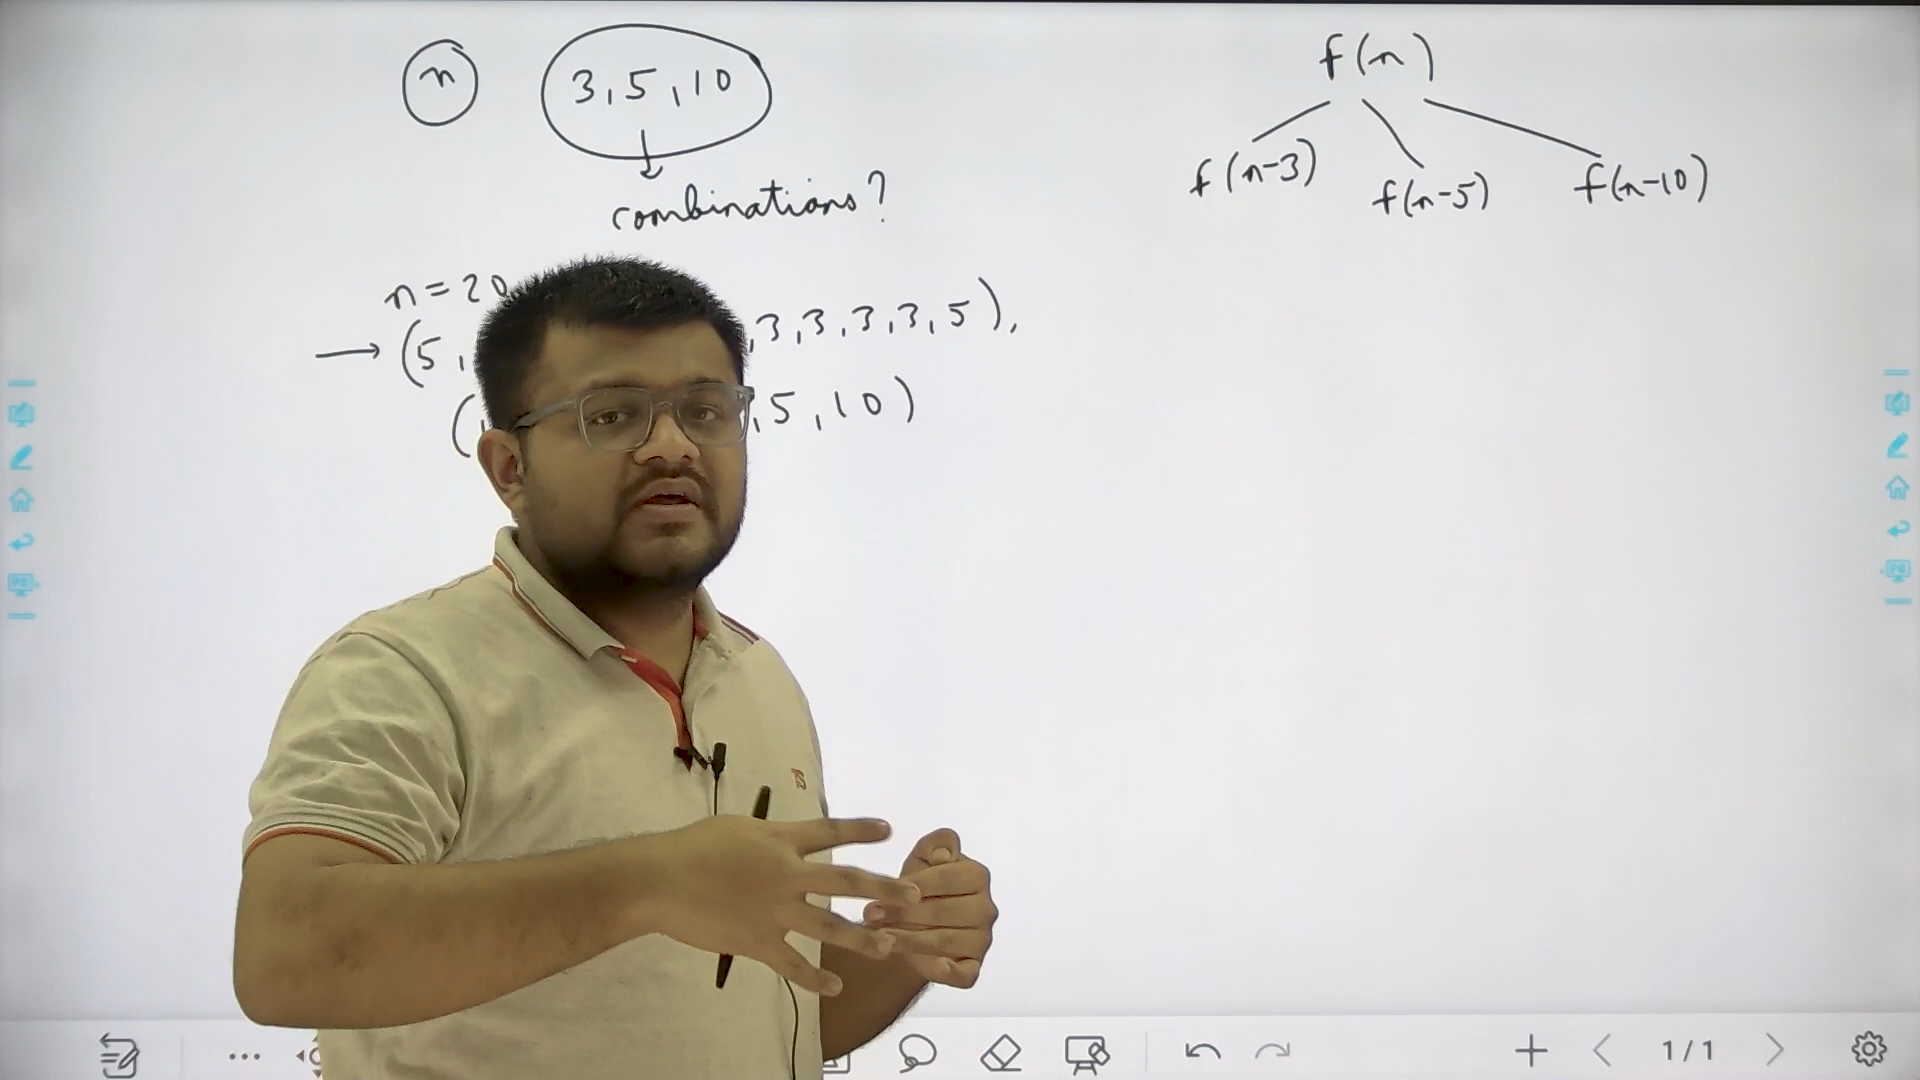 n 3,5,10
combinations?
n=20
→ (5, ,3,3,3,3,5),
( ,5,10)
f(n)
f(n-3) f(n-5) f(n-10)
1/1